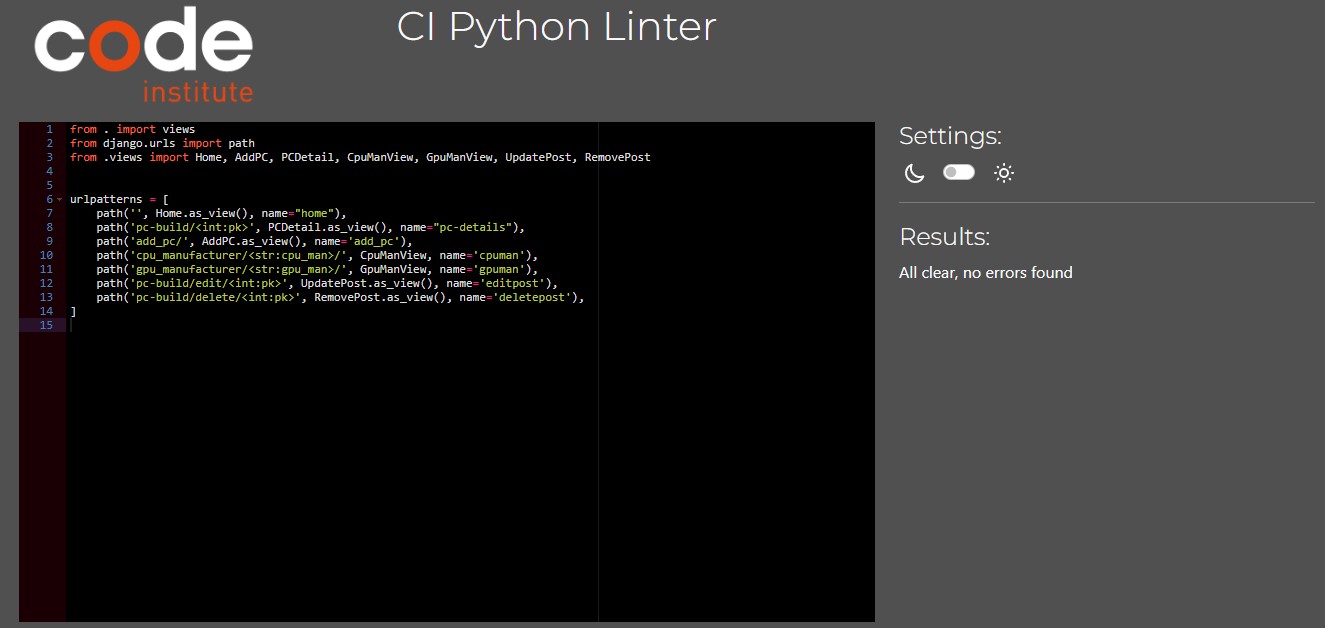 code
institute
CI Python Linter
1 from . import views
2 from django.urls import path
3 from .views import Home, AddPC, PCDetail, CpuManView, GpuManView, UpdatePost, RemovePost
4
5
6 urlpatterns = [
7     path('', Home.as_view(), name="home"),
8     path('pc-build/<int:pk>', PCDetail.as_view(), name="pc-details"),
9     path('add_pc/', AddPC.as_view(), name='add_pc'),
10     path('cpu_manufacturer/<str:cpu_man>/', CpuManView, name='cpuman'),
11     path('gpu_manufacturer/<str:gpu_man>/', GpuManView, name='gpuman'),
12     path('pc-build/edit/<int:pk>', UpdatePost.as_view(), name='editpost'),
13     path('pc-build/delete/<int:pk>', RemovePost.as_view(), name='deletepost'),
14 ]
15
Settings:
Results:
All clear, no errors found